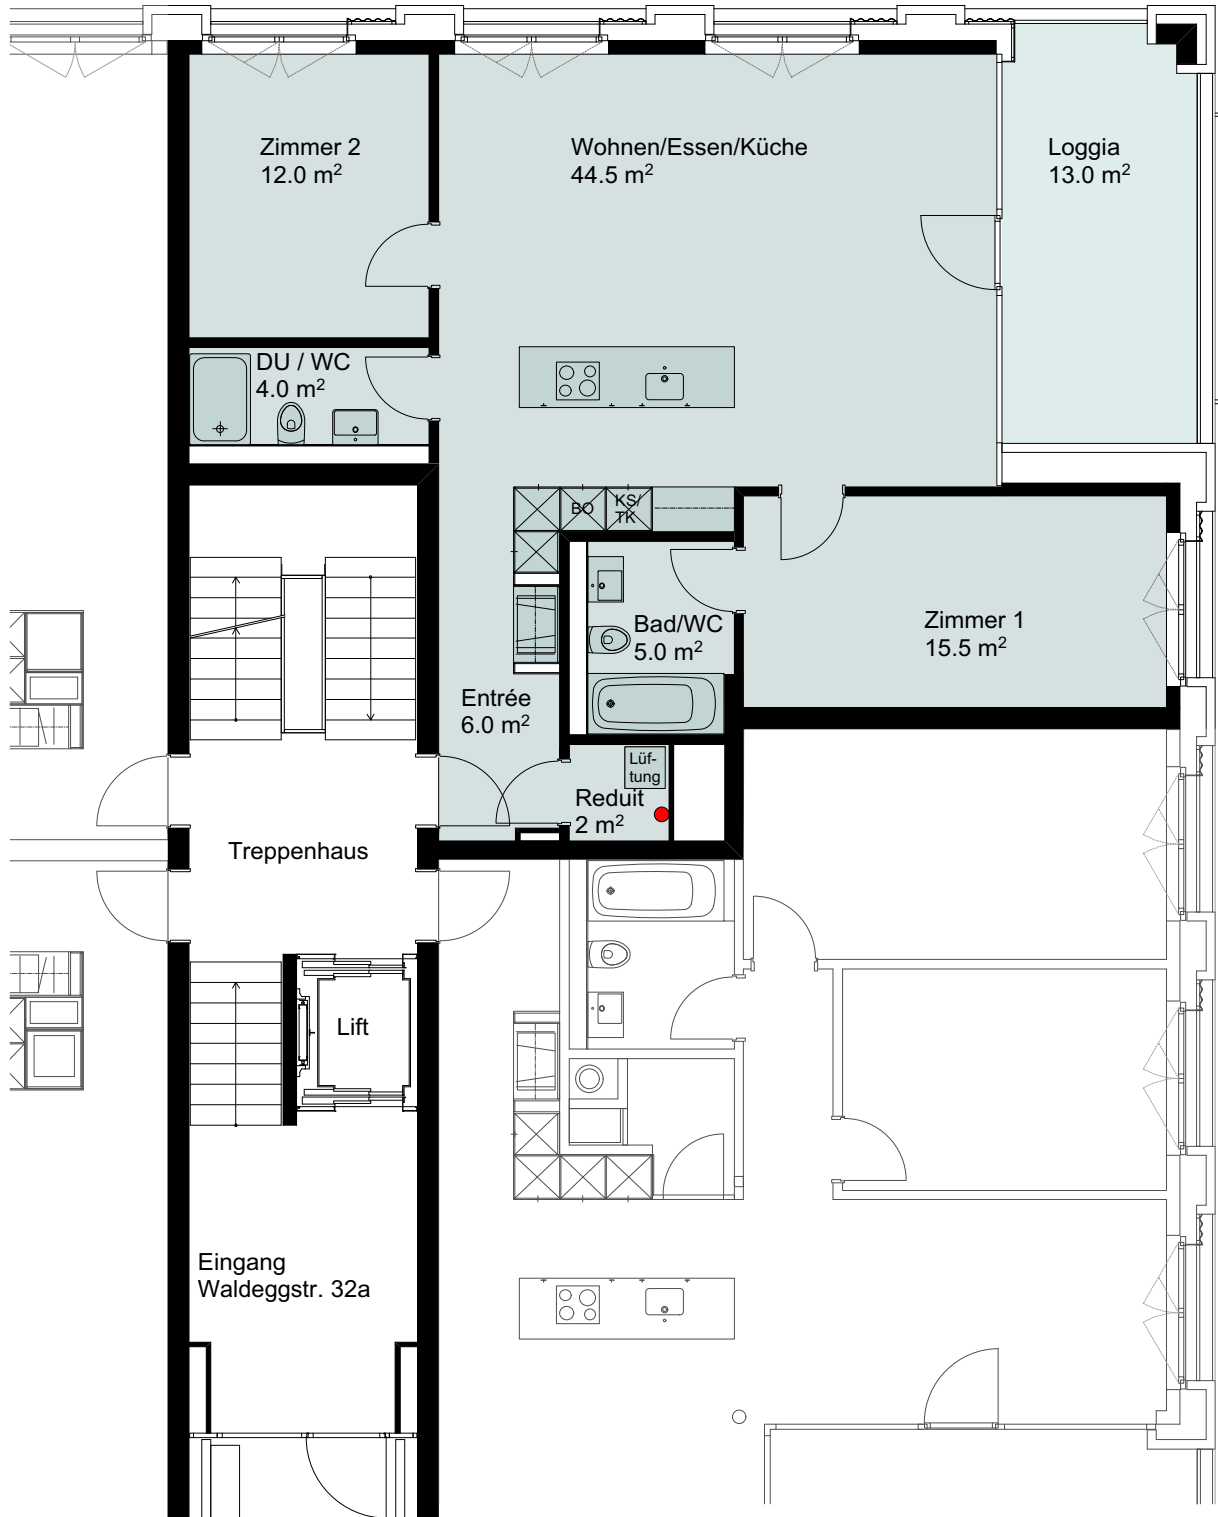 Zimmer 2
12.0 m²
Wohnen/Essen/Küche
44.5 m²
Loggia
13.0 m²
DU / WC
4.0 m²
BO
KS/
TK
Bad/WC
5.0 m²
Zimmer 1
15.5 m²
Entrée
6.0 m²
Lüf-
tung
Reduit
2 m²
Treppenhaus
Lift
Eingang
Waldeggstr. 32a